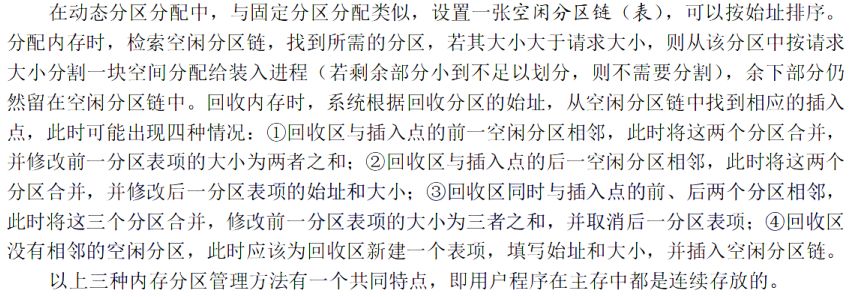 在动态分区分配中，与固定分区分配类似，设置一张空闲分区链（表），可以按始址排序。
分配内存时，检索空闲分区链，找到所需的分区，若其大小大于请求大小，则从该分区中按请求
大小分割一块空间分配给装入进程（若剩余部分小到不足以划分，则不需要分割），余下部分仍
然留在空闲分区链中。回收内存时，系统根据回收分区的始址，从空闲分区链中找到相应的插入
点，此时可能出现四种情况：①回收区与插入点的前一空闲分区相邻，此时将这两个分区合并，
并修改前一分区表项的大小为两者之和；②回收区与插入点的后一空闲分区相邻，此时将这两个
分区合并，并修改后一分区表项的始址和大小；③回收区同时与插入点的前、后两个分区相邻，
此时将这三个分区合并，修改前一分区表项的大小为三者之和，并取消后一分区表项；④回收区
没有相邻的空闲分区，此时应该为回收区新建一个表项，填写始址和大小，并插入空闲分区链。
以上三种内存分区管理方法有一个共同特点，即用户程序在主存中都是连续存放的。